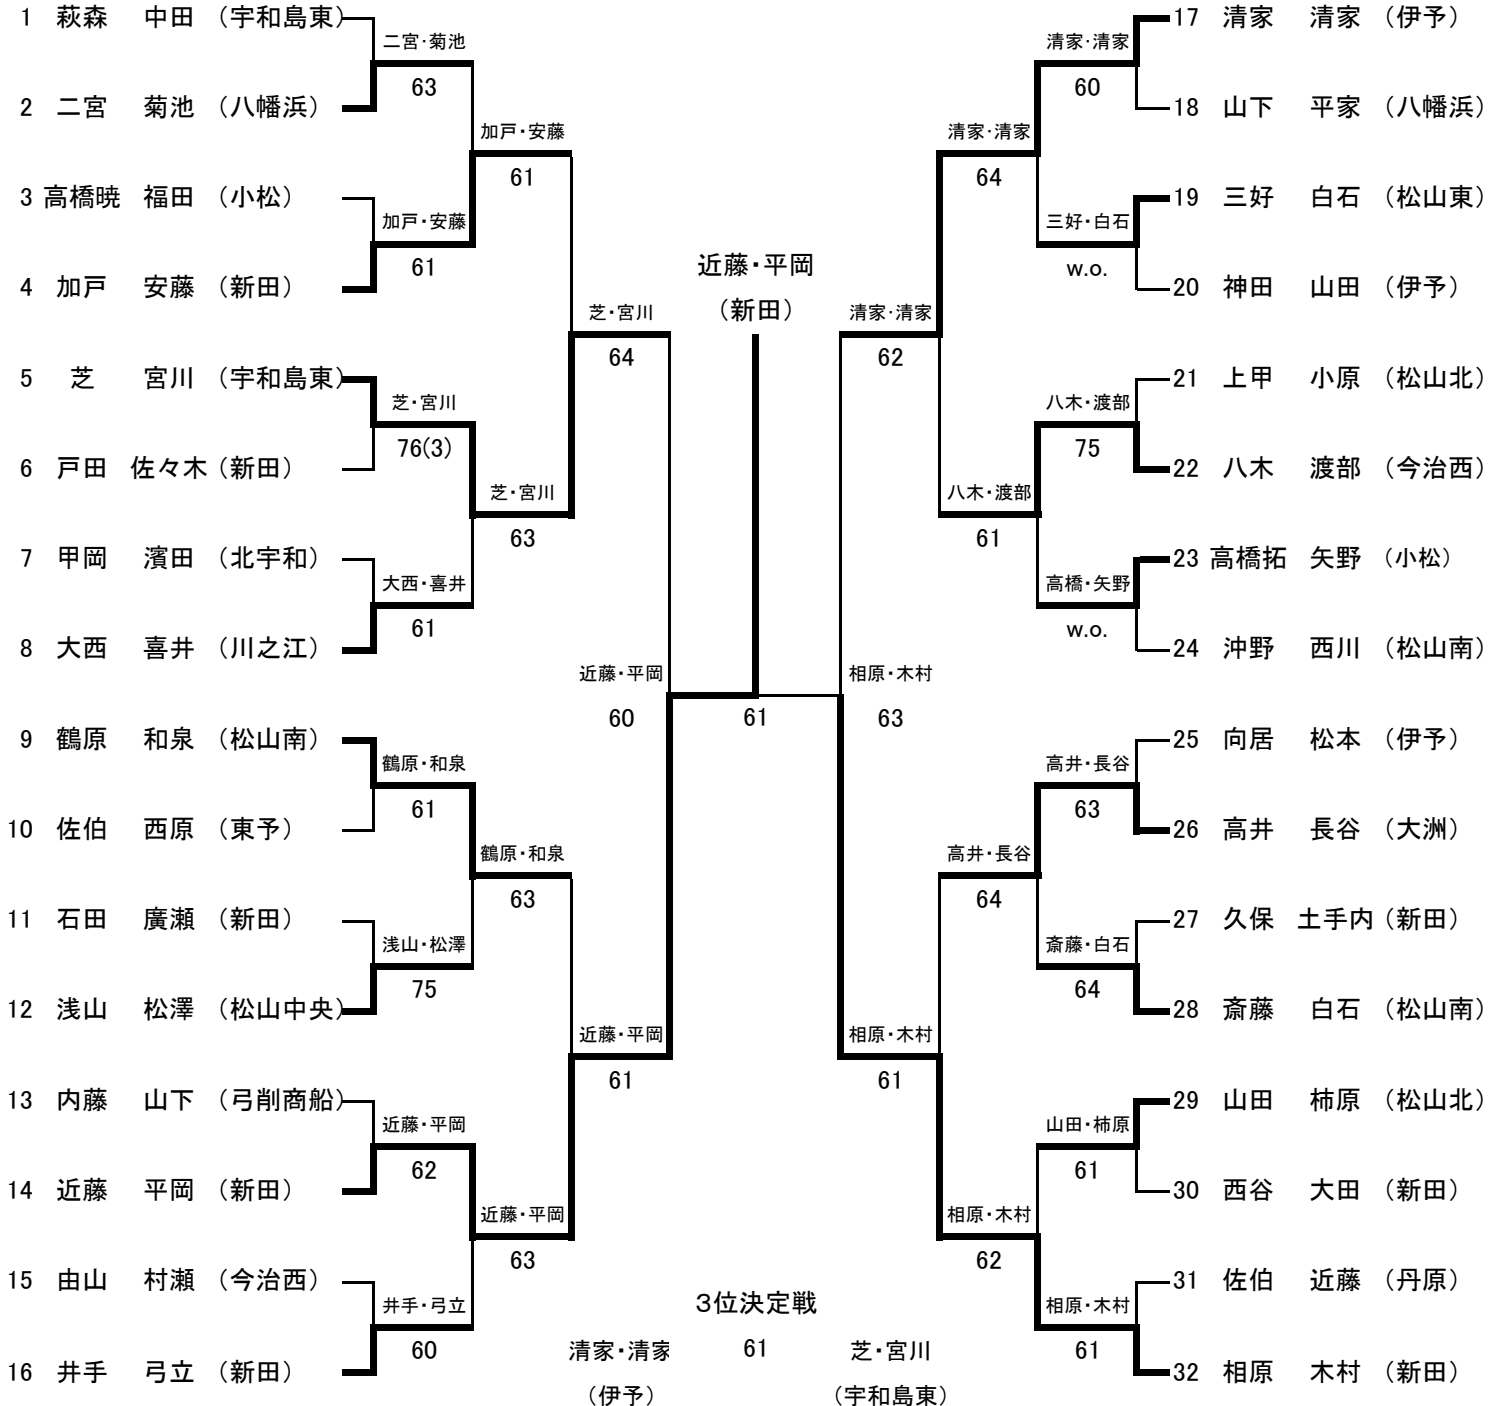 1 萩森 中田 (宇和島東)
2 二宮 菊池 (八幡浜)
3 高橋暁 福田 (小松)
4 加戸 安藤 (新田)
5 芝 宮川 (宇和島東)
6 戸田 佐々木 (新田)
7 甲岡 濱田 (北宇和)
8 大西 喜井 (川之江)
9 鶴原 和泉 (松山南)
10 佐伯 西原 (東予)
11 石田 廣瀬 (新田)
12 浅山 松澤 (松山中央)
13 内藤 山下 (弓削商船)
14 近藤 平岡 (新田)
15 由山 村瀬 (今治西)
16 井手 弓立 (新田)
二宮・菊池
63
加戸・安藤
61
芝・宮川
76(3)
大西・喜井
61
鶴原・和泉
61
浅山・松澤
75
近藤・平岡
62
井手・弓立
60
加戸・安藤
61
芝・宮川
63
鶴原・和泉
63
近藤・平岡
63
芝・宮川
64
近藤・平岡
61
近藤・平岡
60
近藤・平岡
(新田)
61
相原・木村
63
清家・清家
62
相原・木村
61
清家・清家
64
八木・渡部
61
高井・長谷
64
相原・木村
62
清家・清家
60
三好・白石
w.o.
八木・渡部
75
高橋・矢野
w.o.
高井・長谷
63
斎藤・白石
64
山田・柿原
61
相原・木村
61
17 清家 清家 (伊予)
18 山下 平家 (八幡浜)
19 三好 白石 (松山東)
20 神田 山田 (伊予)
21 上甲 小原 (松山北)
22 八木 渡部 (今治西)
23 高橋拓 矢野 (小松)
24 沖野 西川 (松山南)
25 向居 松本 (伊予)
26 高井 長谷 (大洲)
27 久保 土手内 (新田)
28 斎藤 白石 (松山南)
29 山田 柿原 (松山北)
30 西谷 大田 (新田)
31 佐伯 近藤 (丹原)
32 相原 木村 (新田)
3位決定戦
清家・清家 61 芝・宮川
(伊予) (宇和島東)